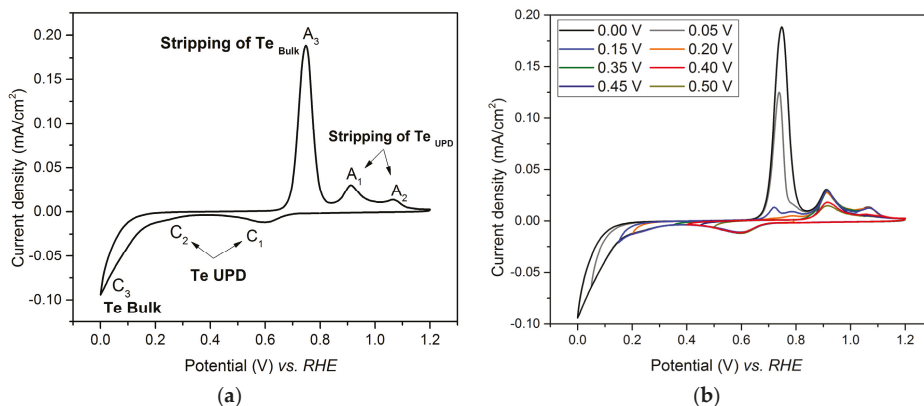 Stripping of Te Bulk
A3
Stripping of Te UPD
A1
A2
C2
C1
Te UPD
C3
Te Bulk
0.20
0.15
0.10
0.05
0.00
-0.05
-0.10
Current density (mA/cm2)
0.0 0.2 0.4 0.6 0.8 1.0 1.2
Potential (V) vs. RHE
(a)
0.00 V 0.05 V
0.15 V 0.20 V
0.35 V 0.40 V
0.45 V 0.50 V
0.20
0.15
0.10
0.05
0.00
-0.05
-0.10
Current density (mA/cm2)
0.0 0.2 0.4 0.6 0.8 1.0 1.2
Potential (V) vs. RHE
(b)